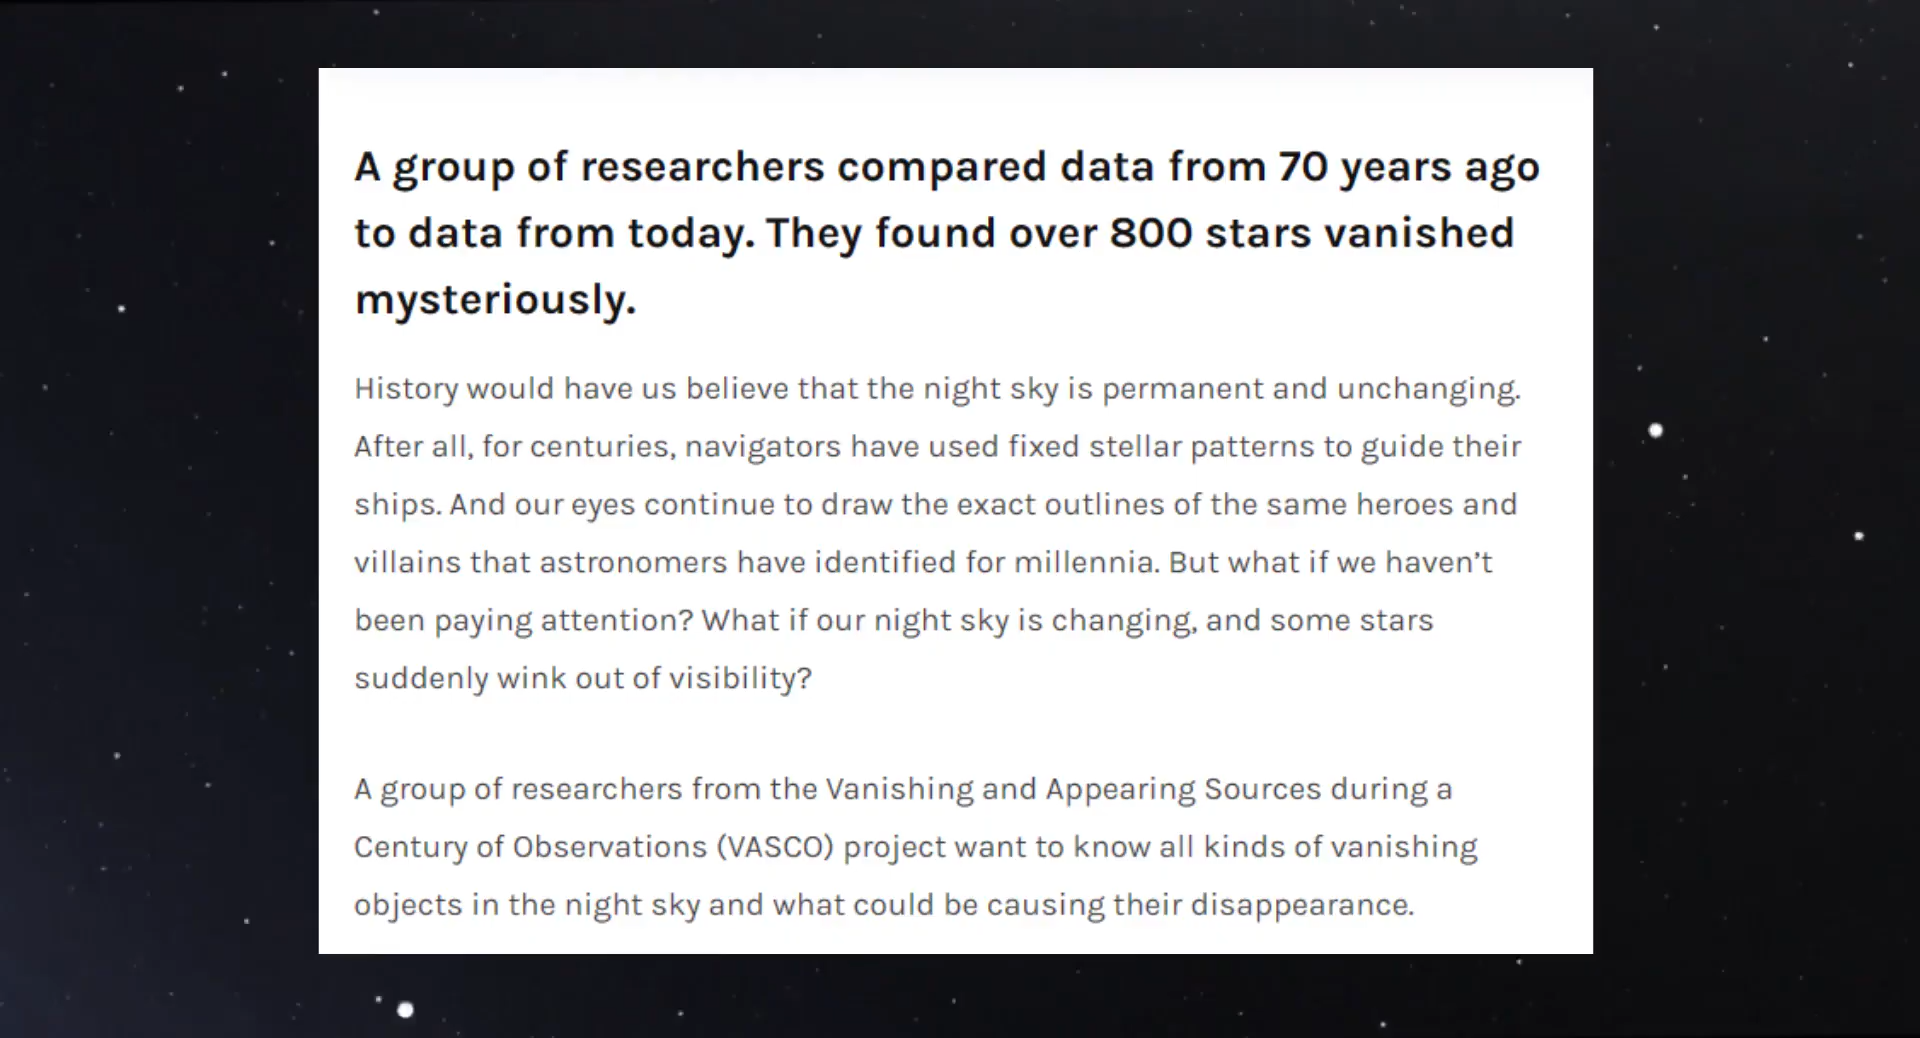 A group of researchers compared data from 70 years ago
to data from today. They found over 800 stars vanished
mysteriously.
History would have us believe that the night sky is permanent and unchanging.
After all, for centuries, navigators have used fixed stellar patterns to guide their
ships. And our eyes continue to draw the exact outlines of the same heroes and
villains that astronomers have identified for millennia. But what if we haven’t
been paying attention? What if our night sky is changing, and some stars
suddenly wink out of visibility?
A group of researchers from the Vanishing and Appearing Sources during a
Century of Observations (VASCO) project want to know all kinds of vanishing
objects in the night sky and what could be causing their disappearance.